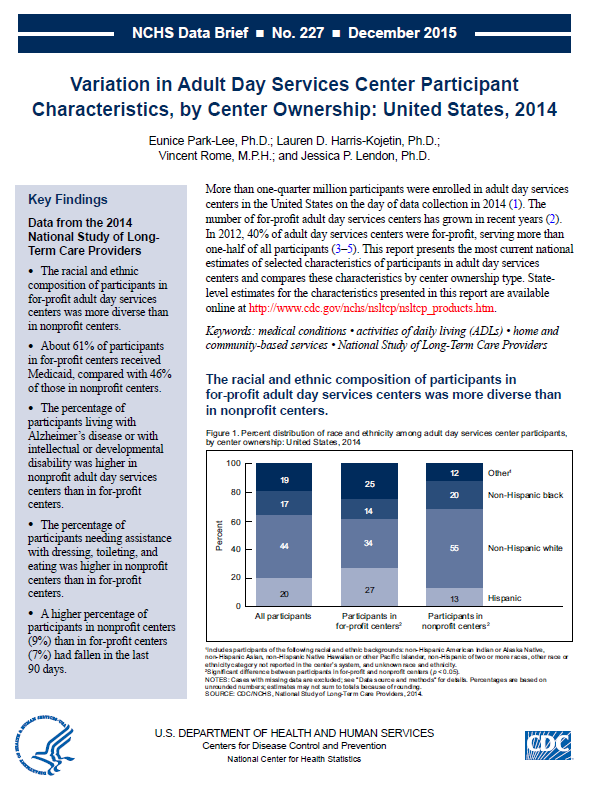 NCHS Data Brief ■ No. 227 ■ December 2015
Variation in Adult Day Services Center Participant
Characteristics, by Center Ownership: United States, 2014
Eunice Park-Lee, Ph.D.; Lauren D. Harris-Kojetin, Ph.D.;
Vincent Rome, M.P.H.; and Jessica P. Lendon, Ph.D.
Key Findings
Data from the 2014
National Study of Long-
Term Care Providers
• The racial and ethnic
composition of participants in
for-profit adult day services
centers was more diverse than
in nonprofit centers.
• About 61% of participants
in for-profit centers received
Medicaid, compared with 46%
of those in nonprofit centers.
• The percentage of
participants living with
Alzheimer's disease or with
intellectual or developmental
disability was higher in
nonprofit adult day services
centers than in for-profit
centers.
• The percentage of
participants needing assistance
with dressing, toileting, and
eating was higher in nonprofit
centers than in for-profit
centers.
• A higher percentage of
participants in nonprofit centers
(9%) than in for-profit centers
(7%) had fallen in the last
90 days.
More than one-quarter million participants were enrolled in adult day services
centers in the United States on the day of data collection in 2014 (1). The
number of for-profit adult day services centers has grown in recent years (2).
In 2012, 40% of adult day services centers were for-profit, serving more than
one-half of all participants (3–5). This report presents the most current national
estimates of selected characteristics of participants in adult day services
centers and compares these characteristics by center ownership type. State-
level estimates for the characteristics presented in this report are available
online at http://www.cdc.gov/nchs/nsltcp/nsltcp_products.htm.
Keywords: medical conditions • activities of daily living (ADLs) • home and
community-based services • National Study of Long-Term Care Providers
The racial and ethnic composition of participants in
for-profit adult day services centers was more diverse than
in nonprofit centers.
Figure 1. Percent distribution of race and ethnicity among adult day services center participants,
by center ownership: United States, 2014
Percent
100
80
60
40
20
0
19
17
44
20
25
14
34
27
12
20
55
13
Other¹
Non-Hispanic black
Non-Hispanic white
Hispanic
All participants
Participants in
for-profit centers²
Participants in
nonprofit centers²
¹Includes participants of the following racial and ethnic backgrounds: non-Hispanic American Indian or Alaska Native,
non-Hispanic Asian, non-Hispanic Native Hawaiian or other Pacific Islander, non-Hispanic of two or more races, other race or
ethnicity category not reported in the center's system, and unknown race and ethnicity.
²Significant difference between participants in for-profit and nonprofit centers (p < 0.05).
NOTES: Cases with missing data are excluded; see "Data source and methods" for details. Percentages are based on
unrounded numbers; estimates may not sum to totals because of rounding.
SOURCE: CDC/NCHS, National Study of Long-Term Care Providers, 2014.
DEPARTMENT OF HEALTH & HUMAN SERVICES • USA
U.S. DEPARTMENT OF HEALTH AND HUMAN SERVICES
Centers for Disease Control and Prevention
National Center for Health Statistics
CDC